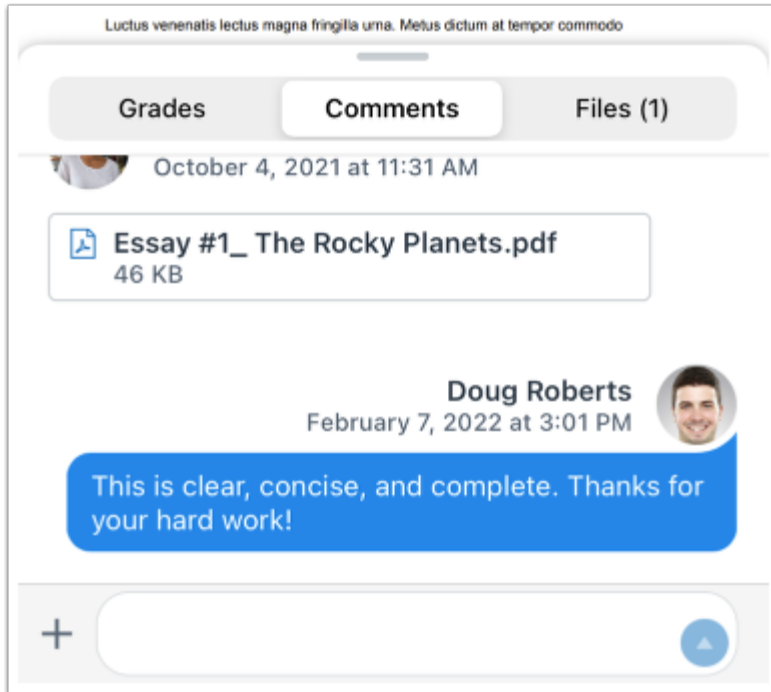 Luctus venenatis lectus magna fringilla urna. Metus dictum at tempor commodo
Grades
Comments
Files (1)
October 4, 2021 at 11:31 AM
Essay #1_ The Rocky Planets.pdf
46 KB
Doug Roberts
February 7, 2022 at 3:01 PM
This is clear, concise, and complete. Thanks for
your hard work!